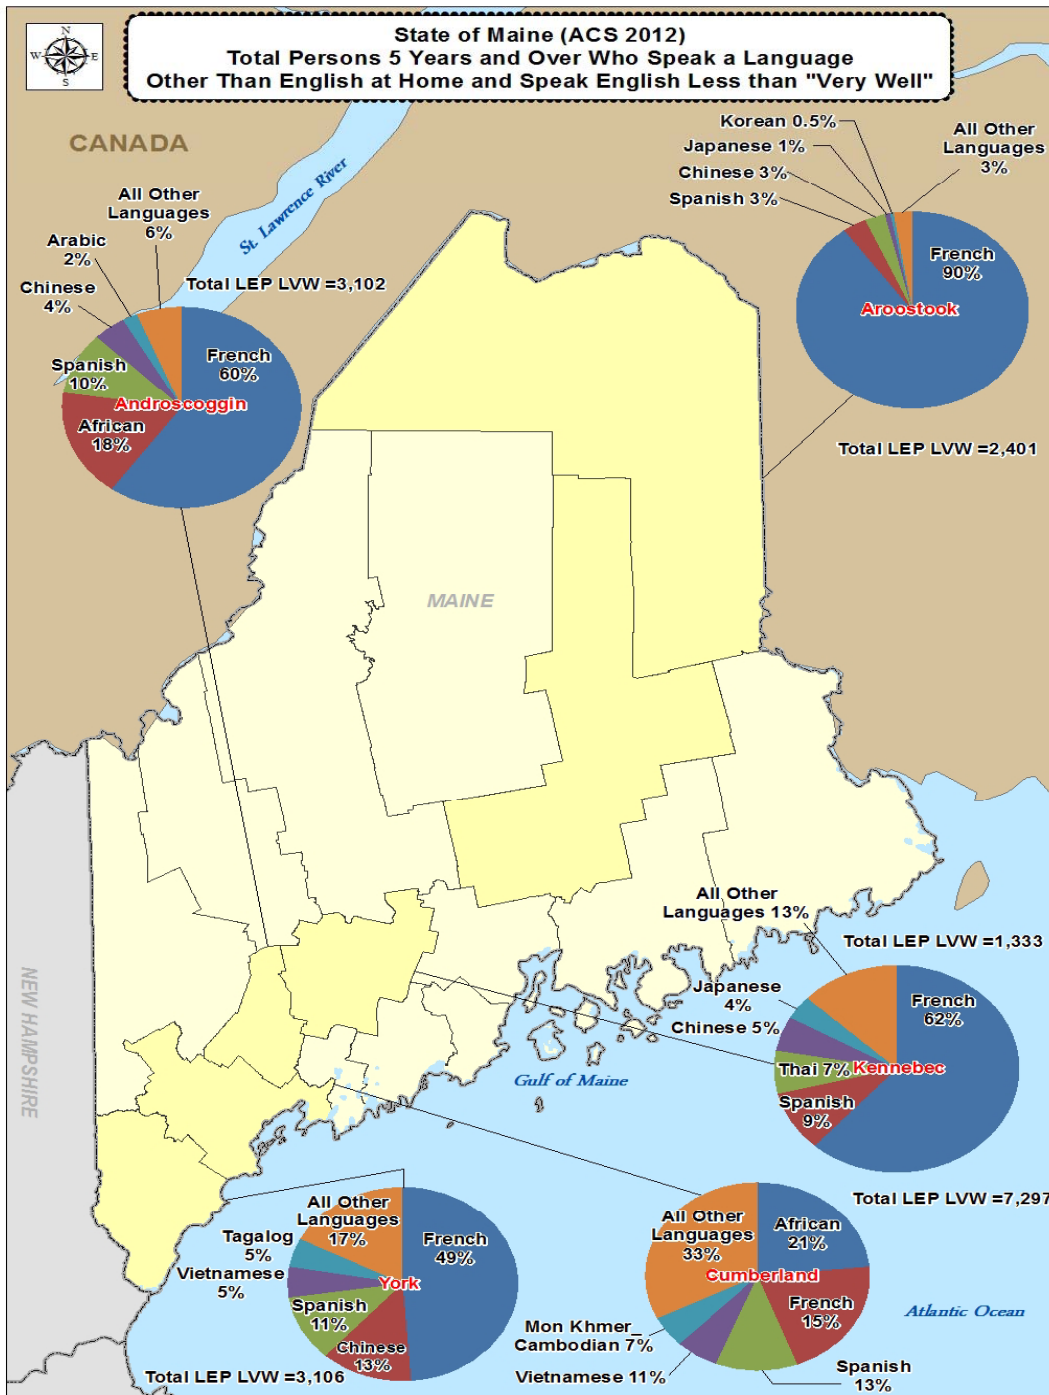 State of Maine (ACS 2012)
Total Persons 5 Years and Over Who Speak a Language
Other Than English at Home and Speak English Less than "Very Well"
N
W E
S
CANADA
St. Lawrence River
Korean 0.5%
Japanese 1%
Chinese 3%
Spanish 3%
All Other
Languages
3%
French
90%
Aroostook
Total LEP LVW =2,401
All Other
Languages
6%
Arabic
2%
Chinese
4%
Total LEP LVW =3,102
French
60%
Spanish
10%
Androscoggin
African
18%
MAINE
NEW HAMPSHIRE
All Other
Languages 13%
Total LEP LVW =1,333
Japanese
4%
Chinese 5%
French
62%
Thai 7%
Kennebec
Spanish
9%
Gulf of Maine
Total LEP LVW =7,297
All Other
Languages
17%
Tagalog
5%
Vietnamese
5%
French
49%
York
Spanish
11%
Chinese
13%
Total LEP LVW =3,106
All Other
Languages
33%
African
21%
Cumberland
French
15%
Mon Khmer_
Cambodian 7%
Vietnamese 11%
Spanish
13%
Atlantic Ocean